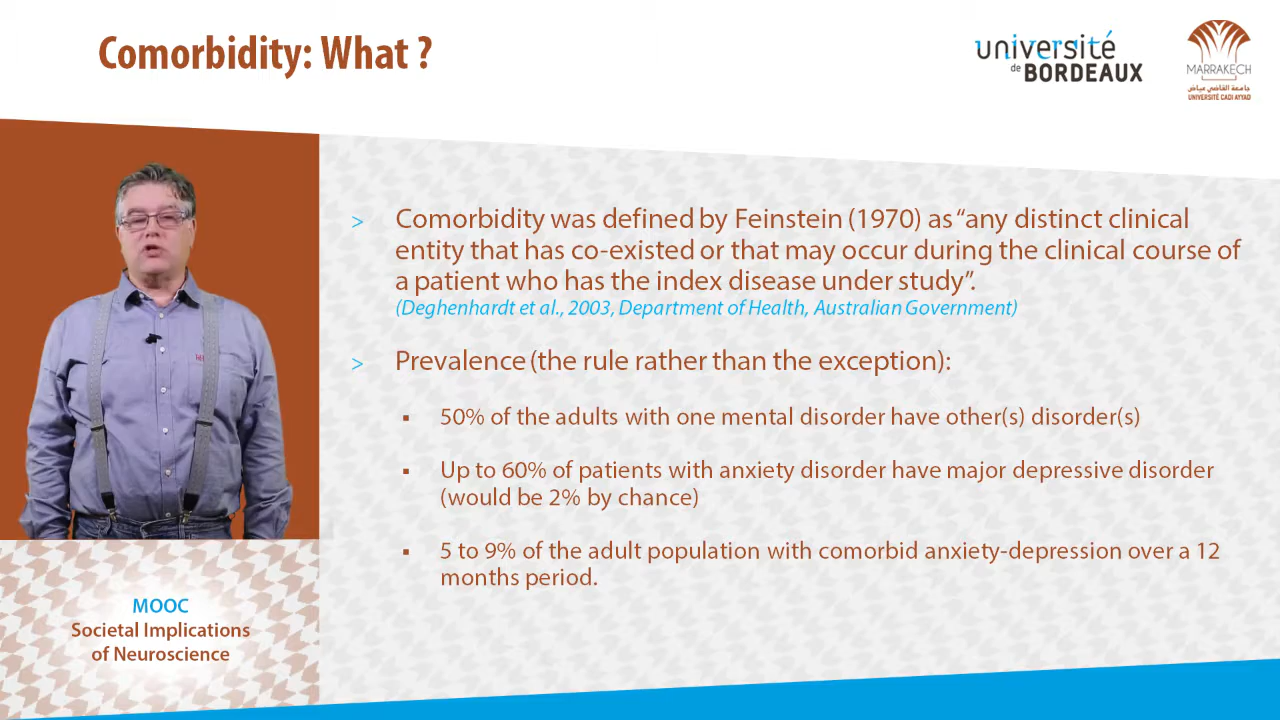 Comorbidity: What ?
université
de BORDEAUX
MARRAKECH
جامعة القاضي عياض
UNIVERSITÉ CADI AYYAD
> Comorbidity was defined by Feinstein (1970) as “any distinct clinical
entity that has co-existed or that may occur during the clinical course of
a patient who has the index disease under study”.
(Deghenhardt et al., 2003, Department of Health, Australian Government)
> Prevalence (the rule rather than the exception):
▪ 50% of the adults with one mental disorder have other(s) disorder(s)
▪ Up to 60% of patients with anxiety disorder have major depressive disorder
(would be 2% by chance)
▪ 5 to 9% of the adult population with comorbid anxiety-depression over a 12
months period.
MOOC
Societal Implications
of Neuroscience